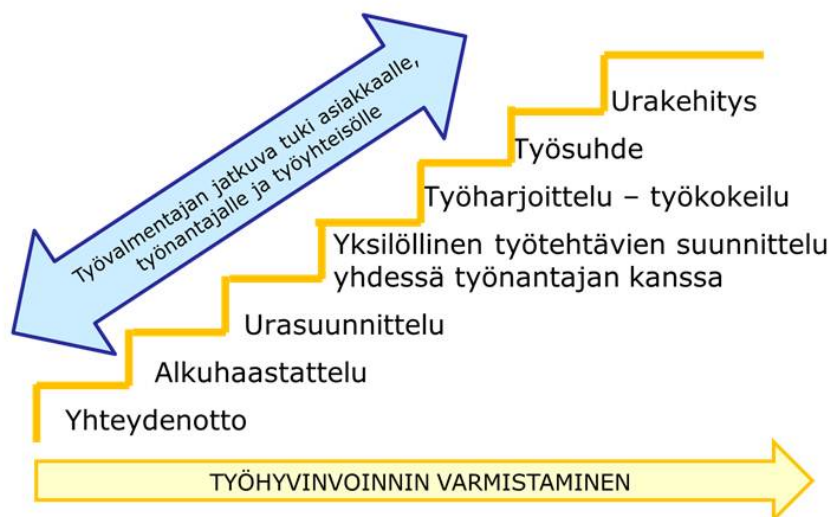 Työvalmentajan jatkuva tuki asiakkaalle,
työnantajalle ja työyhteisölle
Urakehitys
Työsuhde
Työharjoittelu – työkokeilu
Yksilöllinen työtehtävien suunnittelu
yhdessä työnantajan kanssa
Urasuunnittelu
Alkuhaastattelu
Yhteydenotto
TYÖHYVINVOINNIN VARMISTAMINEN